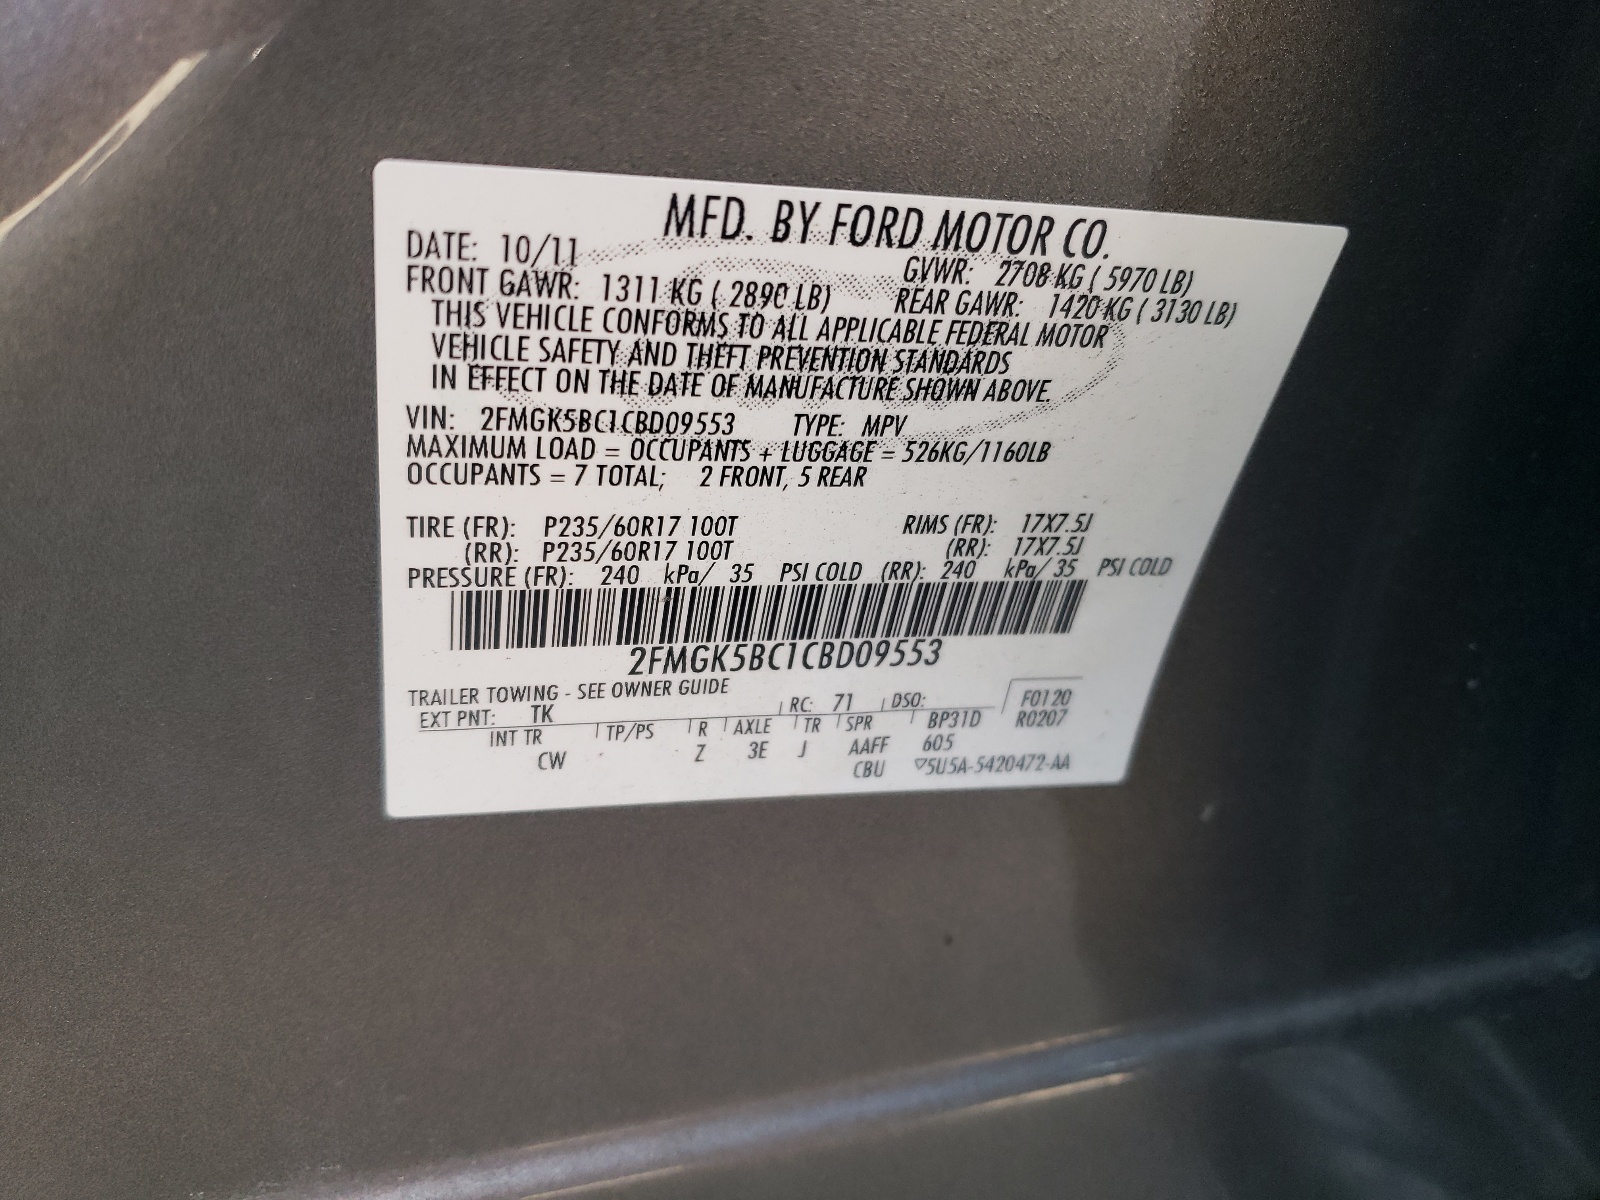 MFD. BY FORD MOTOR CO.
DATE: 10/11 GVWR: 2708 KG ( 5970 LB)
FRONT GAWR: 1311 KG ( 2890 LB) REAR GAWR: 1420 KG ( 3130 LB)
THIS VEHICLE CONFORMS TO ALL APPLICABLE FEDERAL MOTOR
VEHICLE SAFETY AND THEFT PREVENTION STANDARDS
IN EFFECT ON THE DATE OF MANUFACTURE SHOWN ABOVE.
VIN: 2FMGK5BC1CBD09553 TYPE: MPV
MAXIMUM LOAD = OCCUPANTS + LUGGAGE = 526KG/1160LB
OCCUPANTS = 7 TOTAL; 2 FRONT, 5 REAR
TIRE (FR): P235/60R17 100T RIMS (FR): 17X7.5J
(RR): P235/60R17 100T (RR): 17X7.5J
PRESSURE (FR): 240 kPa/ 35 PSI COLD (RR): 240 kPa/ 35 PSI COLD
2FMGK5BC1CBD09553
TRAILER TOWING - SEE OWNER GUIDE
EXT PNT: TK RC: 71 DSO: F0120
INT TR TP/PS R AXLE TR SPR BP31D R0207
CW Z 3E J AAFF 605
CBU ▽5U5A-5420472-AA